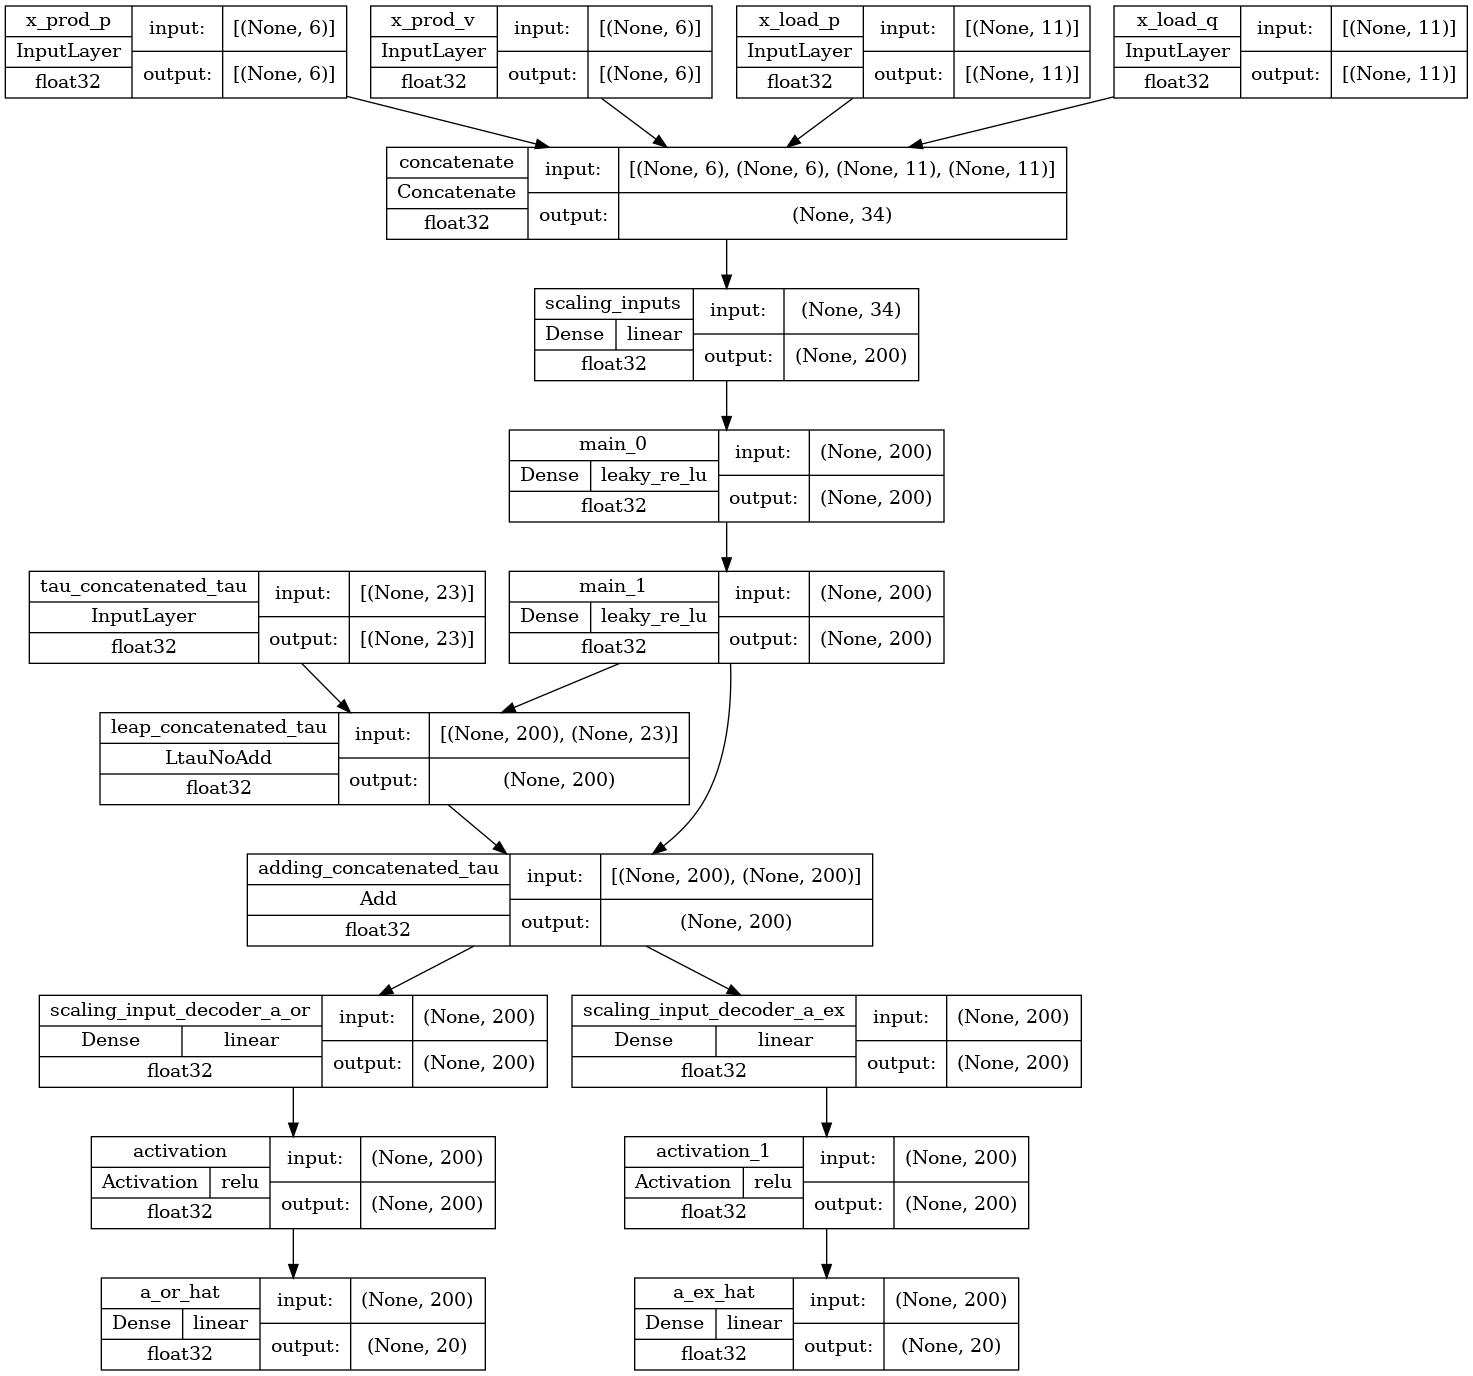 x_prod_p
InputLayer
float32
input:
output:
[(None, 6)]
[(None, 6)]
x_prod_v
InputLayer
float32
input:
output:
[(None, 6)]
[(None, 6)]
x_load_p
InputLayer
float32
input:
output:
[(None, 11)]
[(None, 11)]
x_load_q
InputLayer
float32
input:
output:
[(None, 11)]
[(None, 11)]
concatenate
Concatenate
float32
input:
output:
[(None, 6), (None, 6), (None, 11), (None, 11)]
(None, 34)
scaling_inputs
Dense linear
float32
input:
output:
(None, 34)
(None, 200)
main_0
Dense leaky_re_lu
float32
input:
output:
(None, 200)
(None, 200)
tau_concatenated_tau
InputLayer
float32
input:
output:
[(None, 23)]
[(None, 23)]
main_1
Dense leaky_re_lu
float32
input:
output:
(None, 200)
(None, 200)
leap_concatenated_tau
LtauNoAdd
float32
input:
output:
[(None, 200), (None, 23)]
(None, 200)
adding_concatenated_tau
Add
float32
input:
output:
[(None, 200), (None, 200)]
(None, 200)
scaling_input_decoder_a_or
Dense linear
float32
input:
output:
(None, 200)
(None, 200)
scaling_input_decoder_a_ex
Dense linear
float32
input:
output:
(None, 200)
(None, 200)
activation
Activation relu
float32
input:
output:
(None, 200)
(None, 200)
activation_1
Activation relu
float32
input:
output:
(None, 200)
(None, 200)
a_or_hat
Dense linear
float32
input:
output:
(None, 200)
(None, 20)
a_ex_hat
Dense linear
float32
input:
output:
(None, 200)
(None, 20)